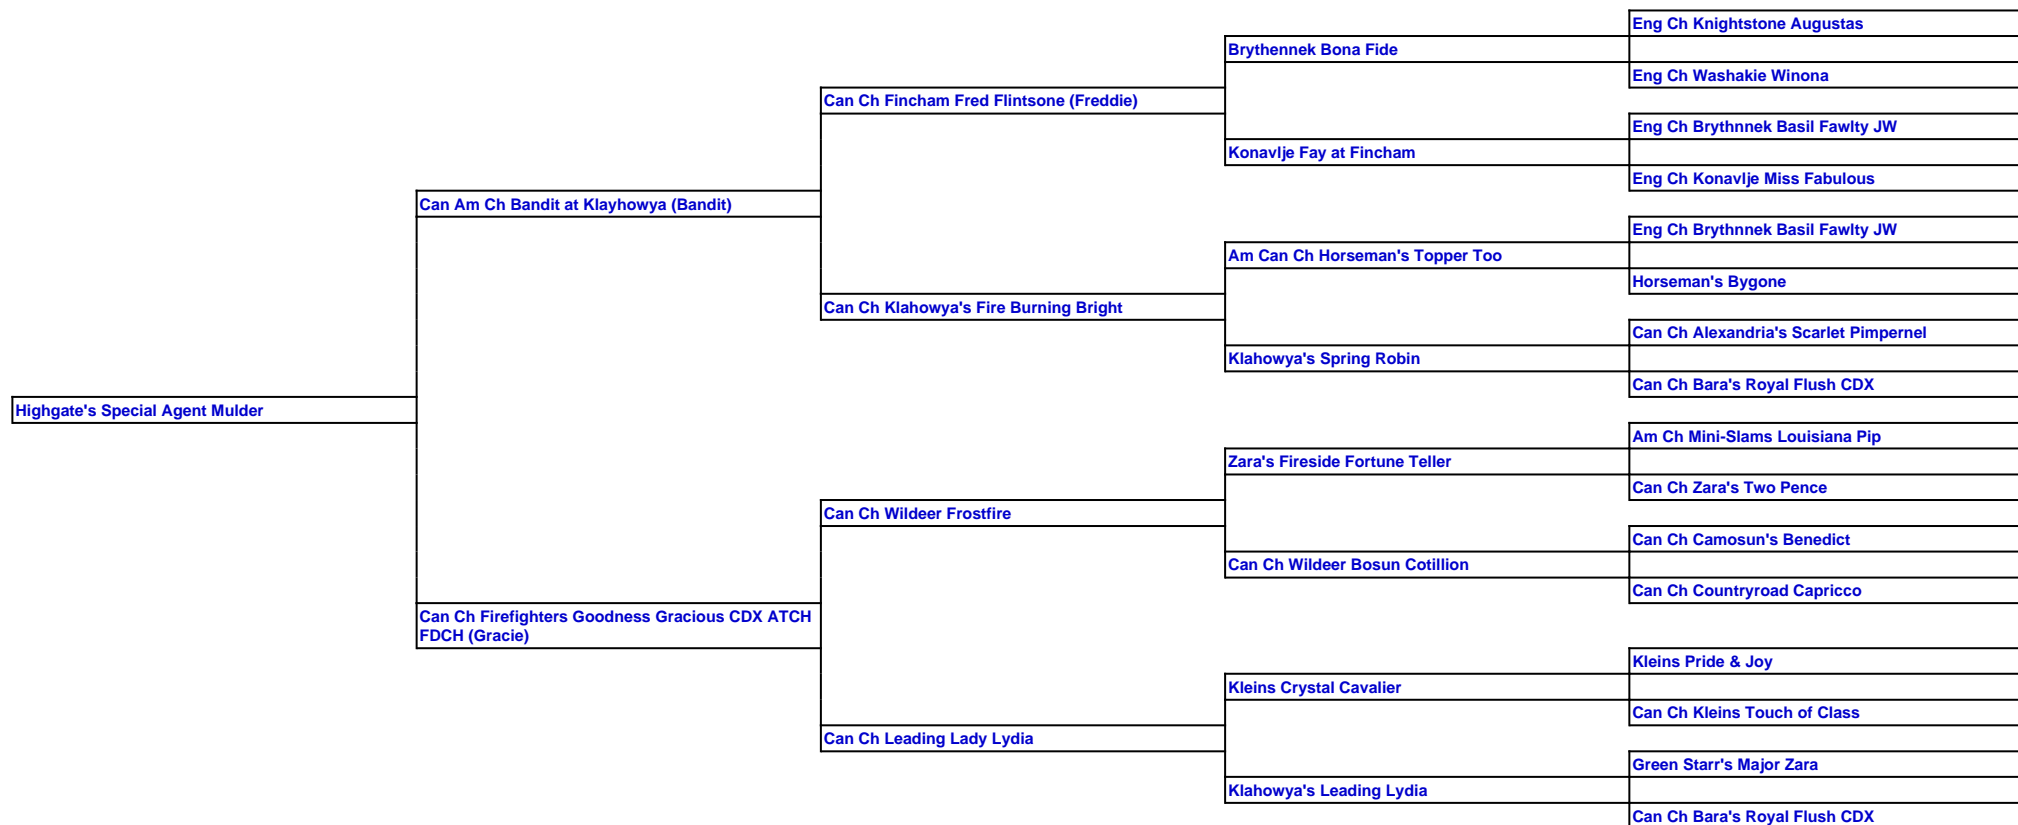 Eng Ch Knightstone Augustas
Brythennek Bona Fide
Eng Ch Washakie Winona
Can Ch Fincham Fred Flintsone (Freddie)
Eng Ch Brythnnek Basil Fawlty JW
Konavlje Fay at Fincham
Eng Ch Konavlje Miss Fabulous
Can Am Ch Bandit at Klayhowya (Bandit)
Eng Ch Brythnnek Basil Fawlty JW
Am Can Ch Horseman's Topper Too
Horseman's Bygone
Can Ch Klahowya's Fire Burning Bright
Can Ch Alexandria's Scarlet Pimpernel
Klahowya's Spring Robin
Can Ch Bara's Royal Flush CDX
Highgate's Special Agent Mulder
Am Ch Mini-Slams Louisiana Pip
Zara's Fireside Fortune Teller
Can Ch Zara's Two Pence
Can Ch Wildeer Frostfire
Can Ch Camosun's Benedict
Can Ch Wildeer Bosun Cotillion
Can Ch Countryroad Capricco
Can Ch Firefighters Goodness Gracious CDX ATCH
FDCH (Gracie)
Kleins Pride & Joy
Kleins Crystal Cavalier
Can Ch Kleins Touch of Class
Can Ch Leading Lady Lydia
Green Starr's Major Zara
Klahowya's Leading Lydia
Can Ch Bara's Royal Flush CDX